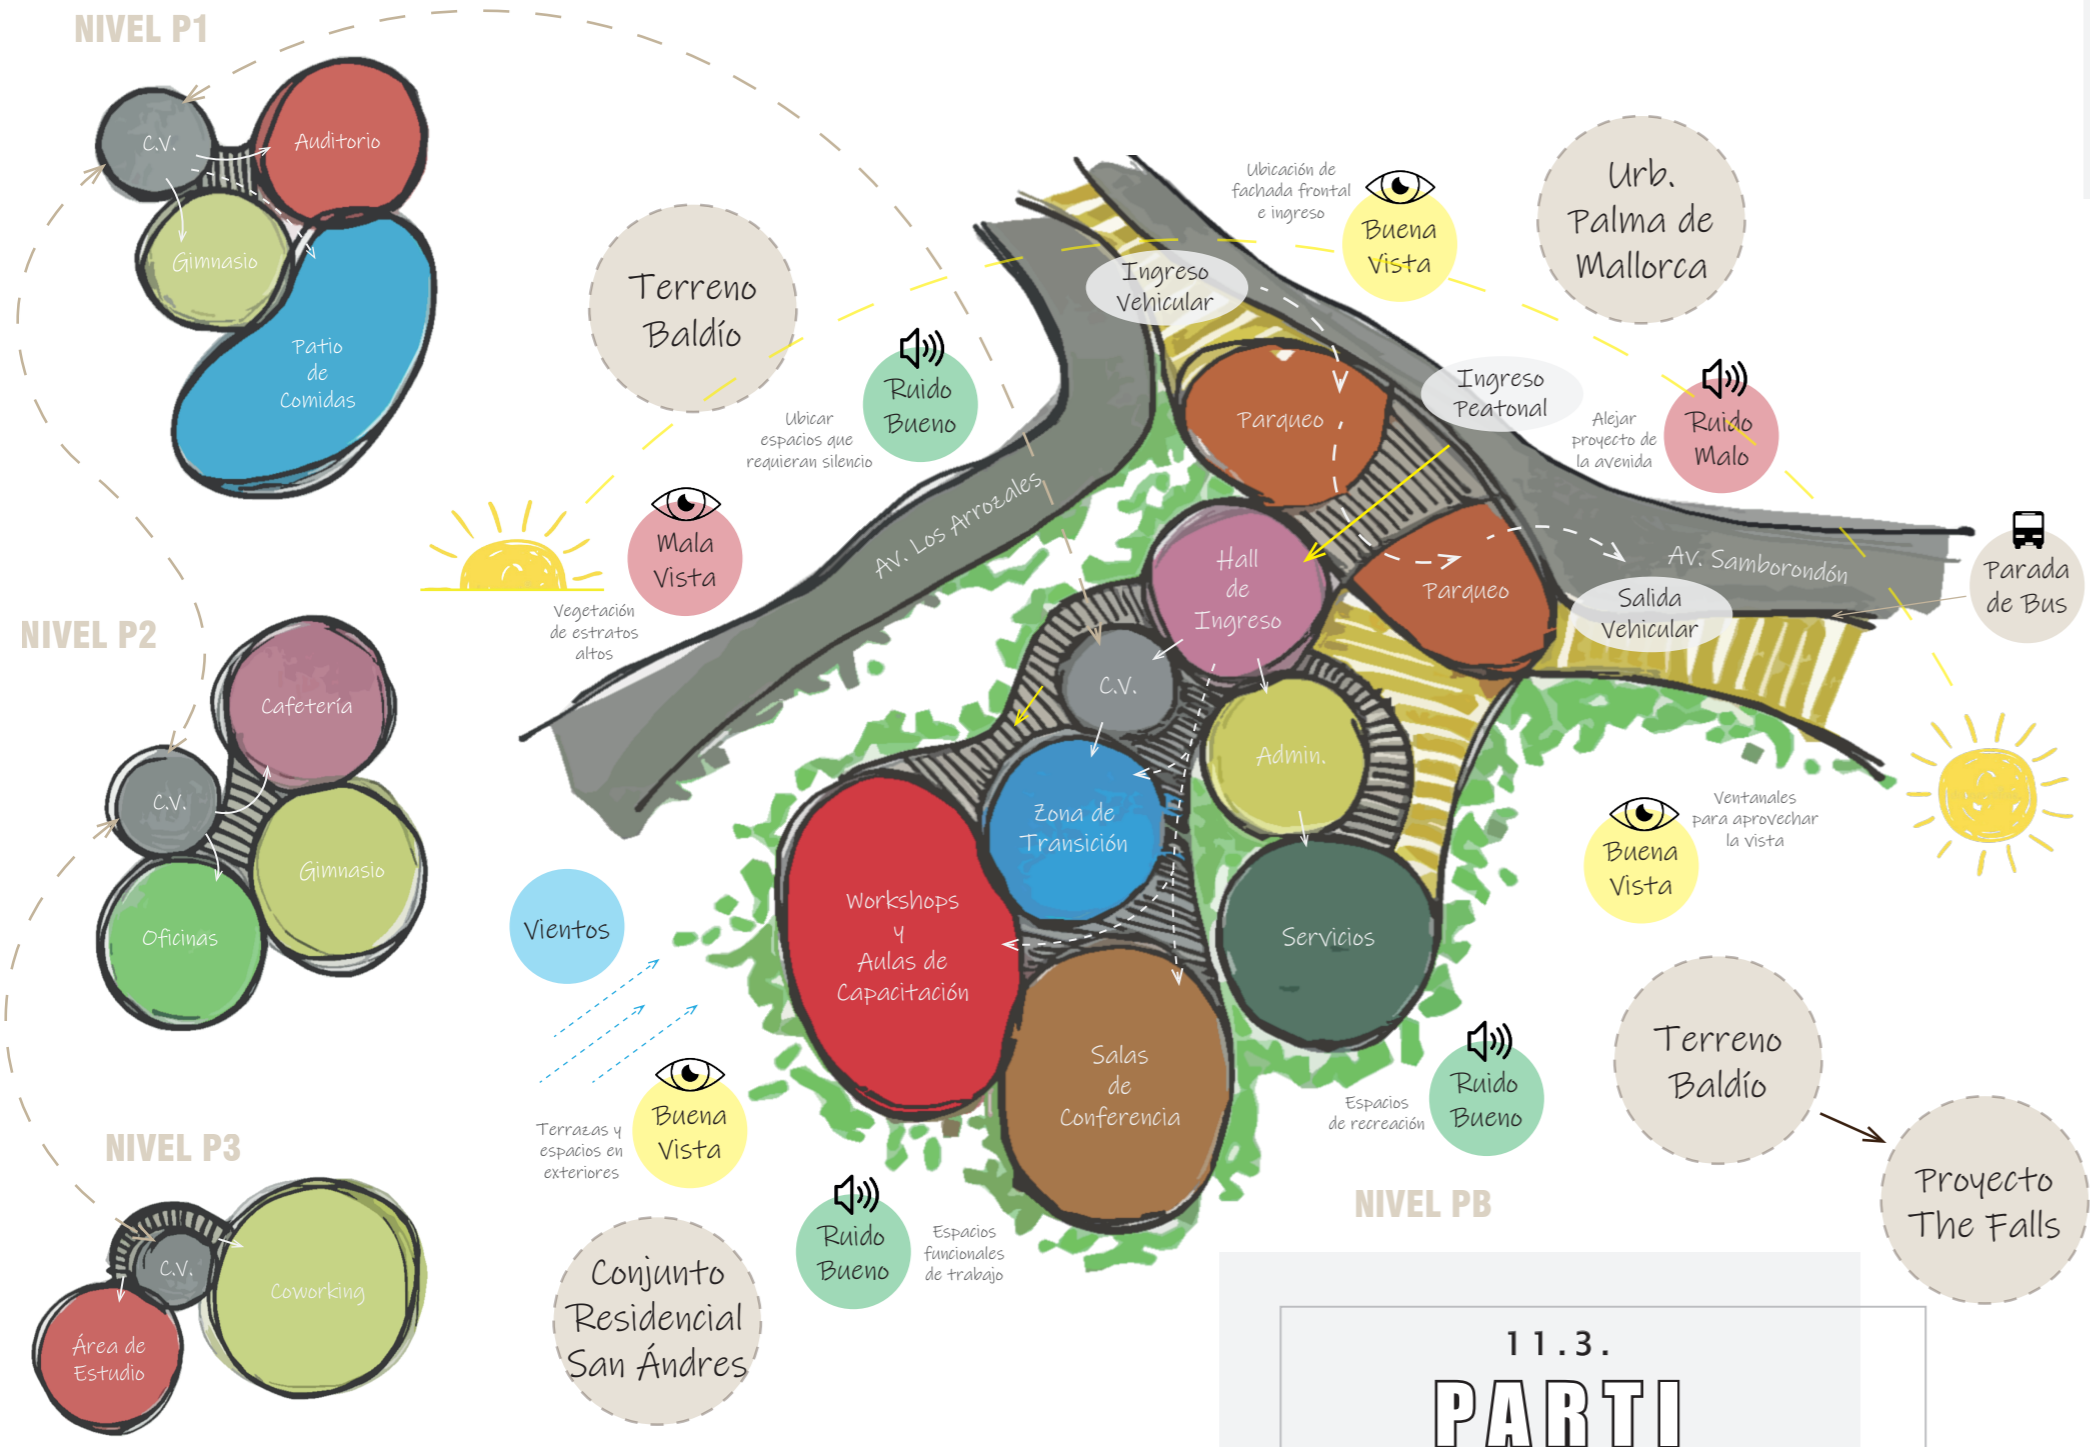 NIVEL P1
C.V.
Auditorio
Gimnasio
Patio
de
Comidas
NIVEL P2
Cafetería
C.V.
Gimnasio
Oficinas
NIVEL P3
C.V.
Coworking
Área de
Estudio
Terreno
Baldío
Ruido
Bueno
Ubicar
espacios que
requieran silencio
Mala
Vista
Vegetación
de estratos
altos
Av. Los Arrozales
Ubicación de
fachada frontal
e ingreso
Buena
Vista
Urb.
Palma de
Mallorca
Ingreso
Vehicular
Ingreso
Peatonal
Alejar
proyecto de
la avenida
Ruido
Malo
Parqueo
Parqueo
Av. Samborondón
Salida
Vehicular
Parada
de Bus
Hall
de
Ingreso
C.V.
Admin.
Zona de
Transición
Workshops
y
Aulas de
Capacitación
Servicios
Salas
de
Conferencia
Ventanales
para aprovechar
la vista
Buena
Vista
Vientos
Terrazas y
espacios en
exteriores
Buena
Vista
Ruido
Bueno
Espacios
funcionales
de trabajo
Espacios
de recreación
Ruido
Bueno
Terreno
Baldío
Proyecto
The Falls
Conjunto
Residencial
San Ándres
NIVEL PB
11.3.
PARTI